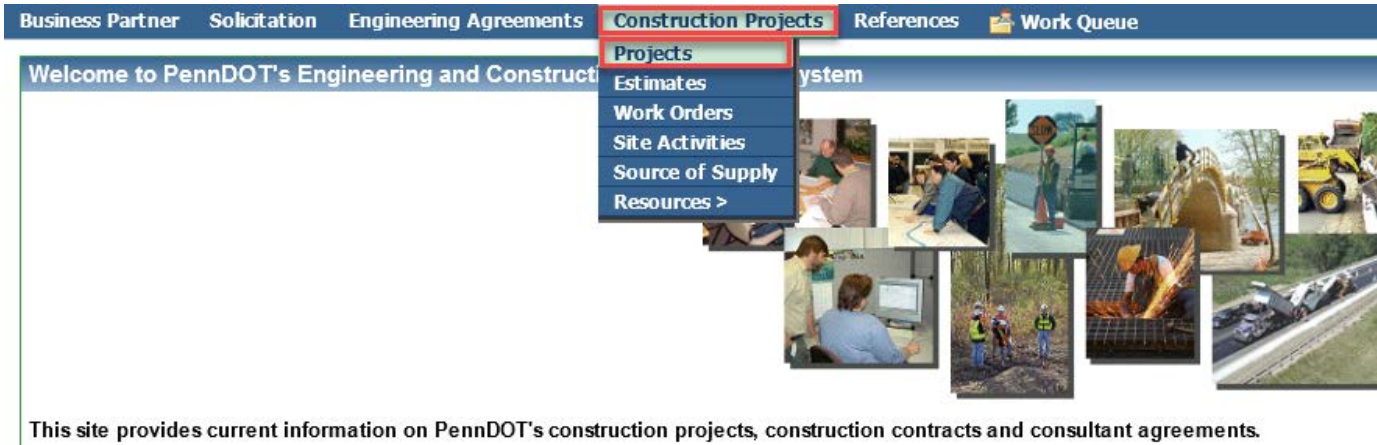 Business Partner Solicitation Engineering Agreements Construction Projects References Work Queue
Projects
Welcome to PennDOT's Engineering and Constructi ystem
Estimates
Work Orders
Site Activities
Source of Supply
Resources >
SLOW
This site provides current information on PennDOT's construction projects, construction contracts and consultant agreements.